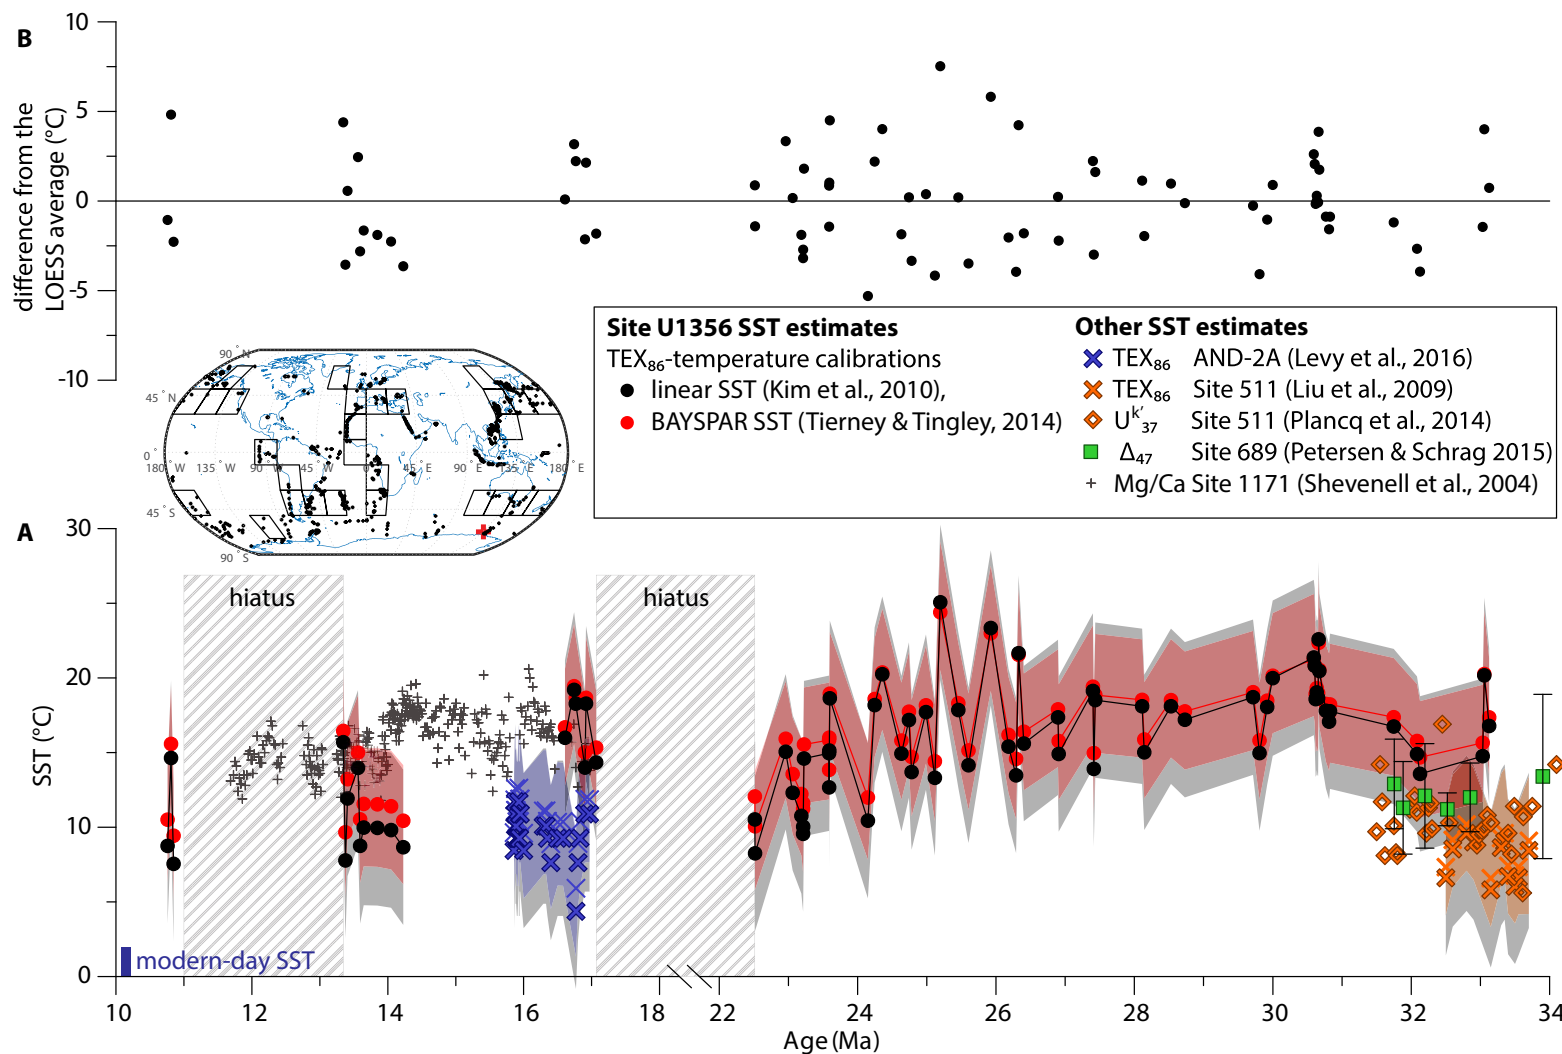 B
10
5
0
-5
-10
difference from the
LOESS average (°C)
90 ° N
45 ° N
0 °
180 ° W 135 ° W 90 ° W 45 ° W 0 ° 45 ° E 90 ° E 135 ° E 180 ° E
45 ° S
90 ° S
Site U1356 SST estimates
TEX86-temperature calibrations
linear SST (Kim et al., 2010),
BAYSPAR SST (Tierney & Tingley, 2014)
Other SST estimates
TEX86 AND-2A (Levy et al., 2016)
TEX86 Site 511 (Liu et al., 2009)
Uk′37 Site 511 (Plancq et al., 2014)
Δ47 Site 689 (Petersen & Schrag 2015)
+ Mg/Ca Site 1171 (Shevenell et al., 2004)
A
30
20
10
0
SST (°C)
hiatus
hiatus
modern-day SST
10 12 14 16 18 22 24 26 28 30 32 34
Age (Ma)